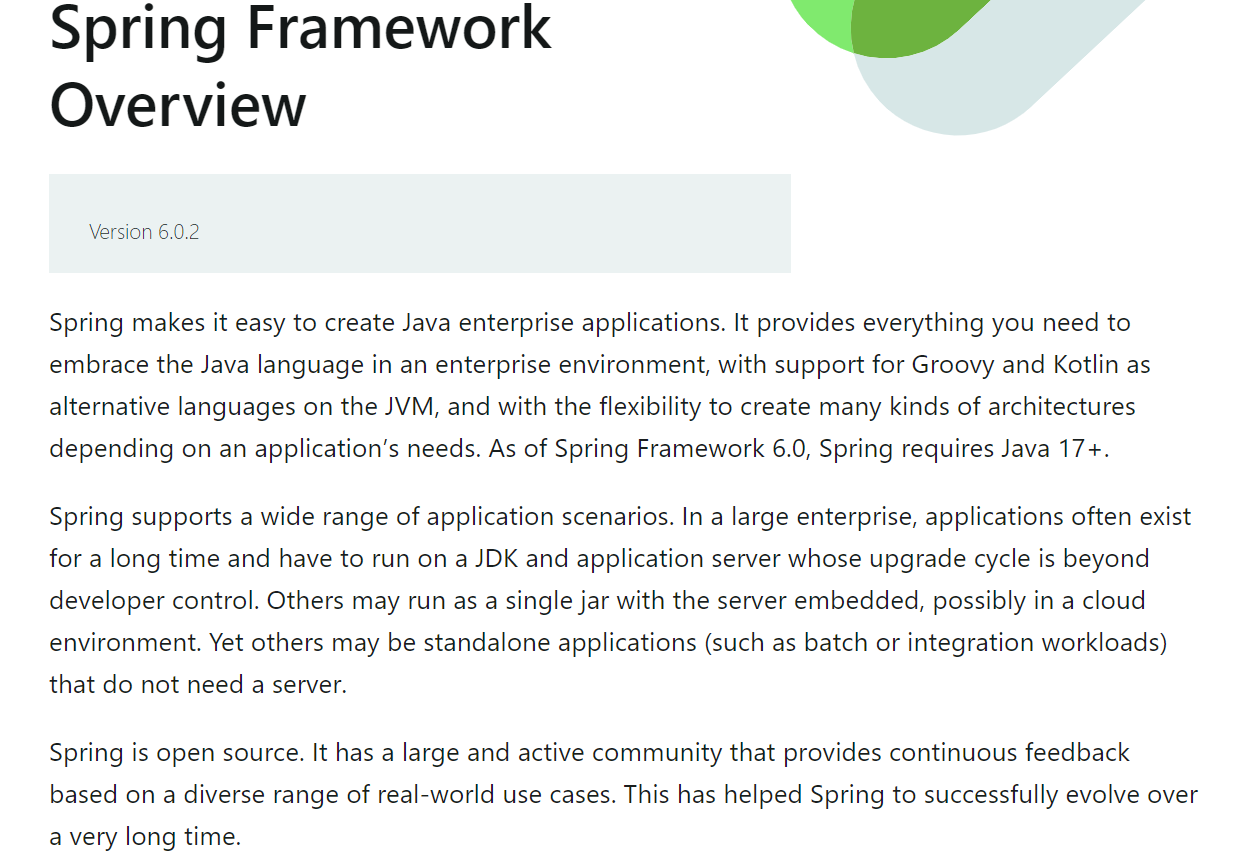 Spring Framework
Overview
Version 6.0.2
Spring makes it easy to create Java enterprise applications. It provides everything you need to
embrace the Java language in an enterprise environment, with support for Groovy and Kotlin as
alternative languages on the JVM, and with the flexibility to create many kinds of architectures
depending on an application’s needs. As of Spring Framework 6.0, Spring requires Java 17+.
Spring supports a wide range of application scenarios. In a large enterprise, applications often exist
for a long time and have to run on a JDK and application server whose upgrade cycle is beyond
developer control. Others may run as a single jar with the server embedded, possibly in a cloud
environment. Yet others may be standalone applications (such as batch or integration workloads)
that do not need a server.
Spring is open source. It has a large and active community that provides continuous feedback
based on a diverse range of real-world use cases. This has helped Spring to successfully evolve over
a very long time.